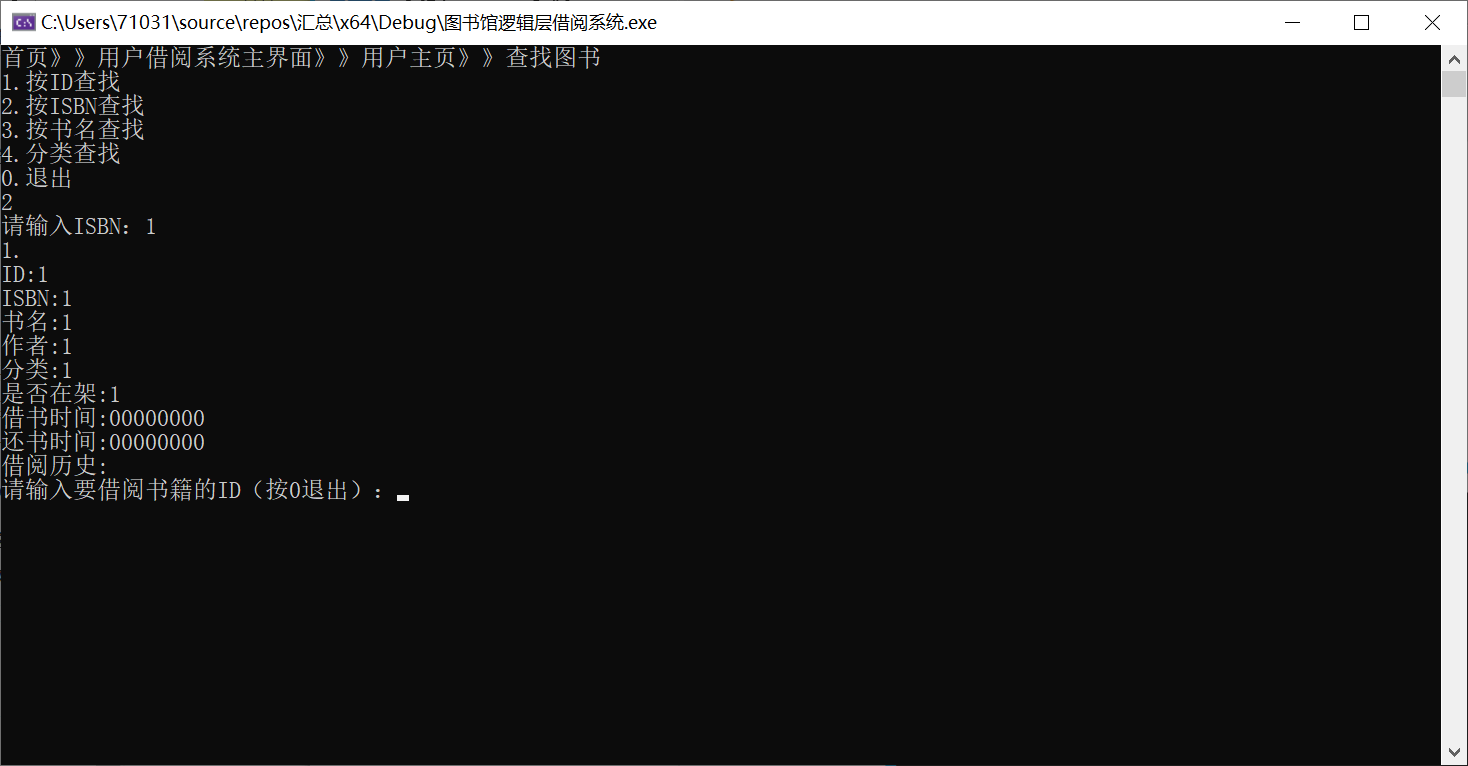 C:\Users\71031\source\repos\汇总\x64\Debug\图书馆逻辑层借阅系统.exe
首页》》用户借阅系统主界面》》用户主页》》查找图书
1.按ID查找
2.按ISBN查找
3.按书名查找
4.分类查找
0.退出
2
请输入ISBN：1
1.
ID:1
ISBN:1
书名:1
作者:1
分类:1
是否在架:1
借书时间:00000000
还书时间:00000000
借阅历史:
请输入要借阅书籍的ID（按0退出）：